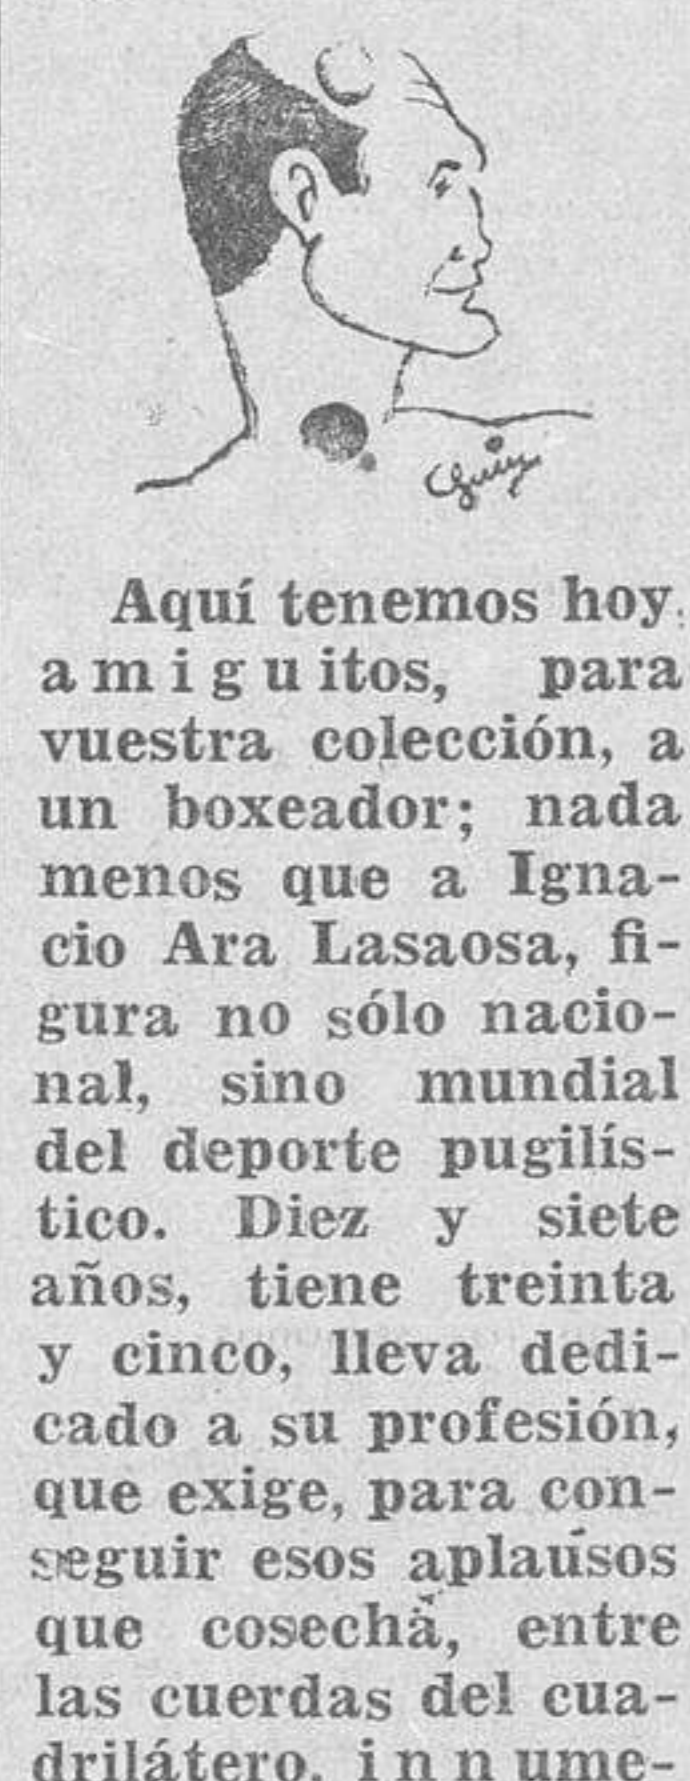 Aquí tenemos hoy,
amiguitos, para
vuestra colección, a
un boxeador; nada
menos que a Igna-
cio Ara Lasaosa, fi-
gura no sólo nacio-
nal, sino mundial
del deporte pugilís-
tico. Diez y siete
años, tiene treinta
y cinco, lleva dedi-
cado a su profesión,
que exige, para con-
seguir esos aplausos
que cosecha, entre
las cuerdas del cua-
drilátero, innume-